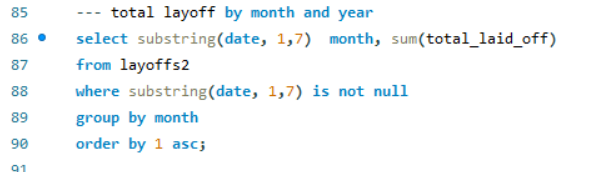 85 --- total layoff by month and year
86 select substring(date, 1,7)  month, sum(total_laid_off)
87 from layoffs2
88 where substring(date, 1,7) is not null
89 group by month
90 order by 1 asc;
91